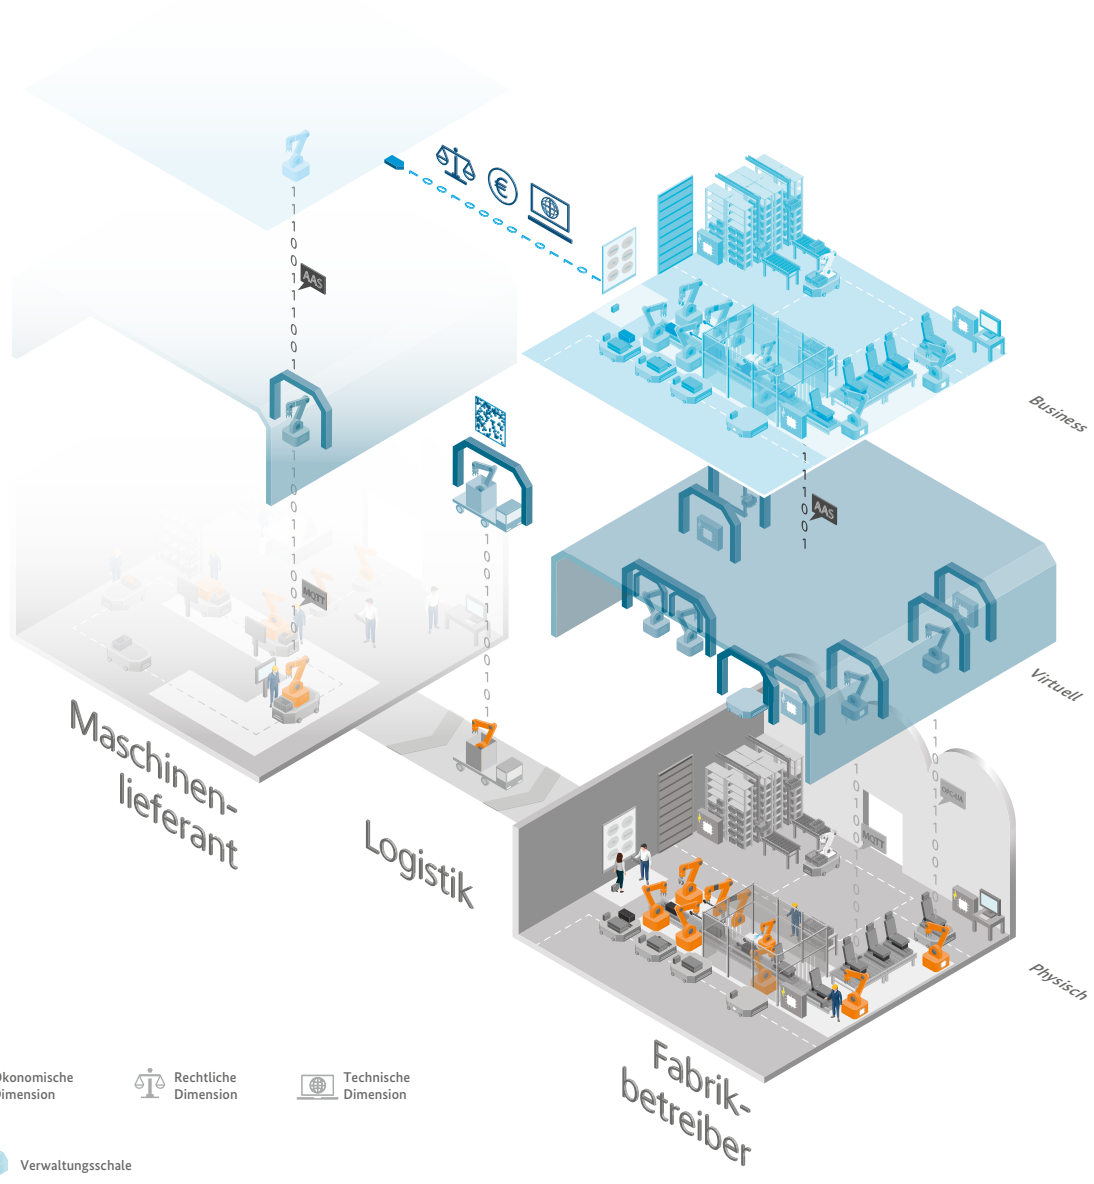 AAS
Business
AAS
MQTT
Virtuell
Maschinen-
lieferant
OPC-UA
MQTT
Logistik
Physisch
Fabrik-
betreiber
Ökonomische
Dimension
Rechtliche
Dimension
Technische
Dimension
Verwaltungsschale